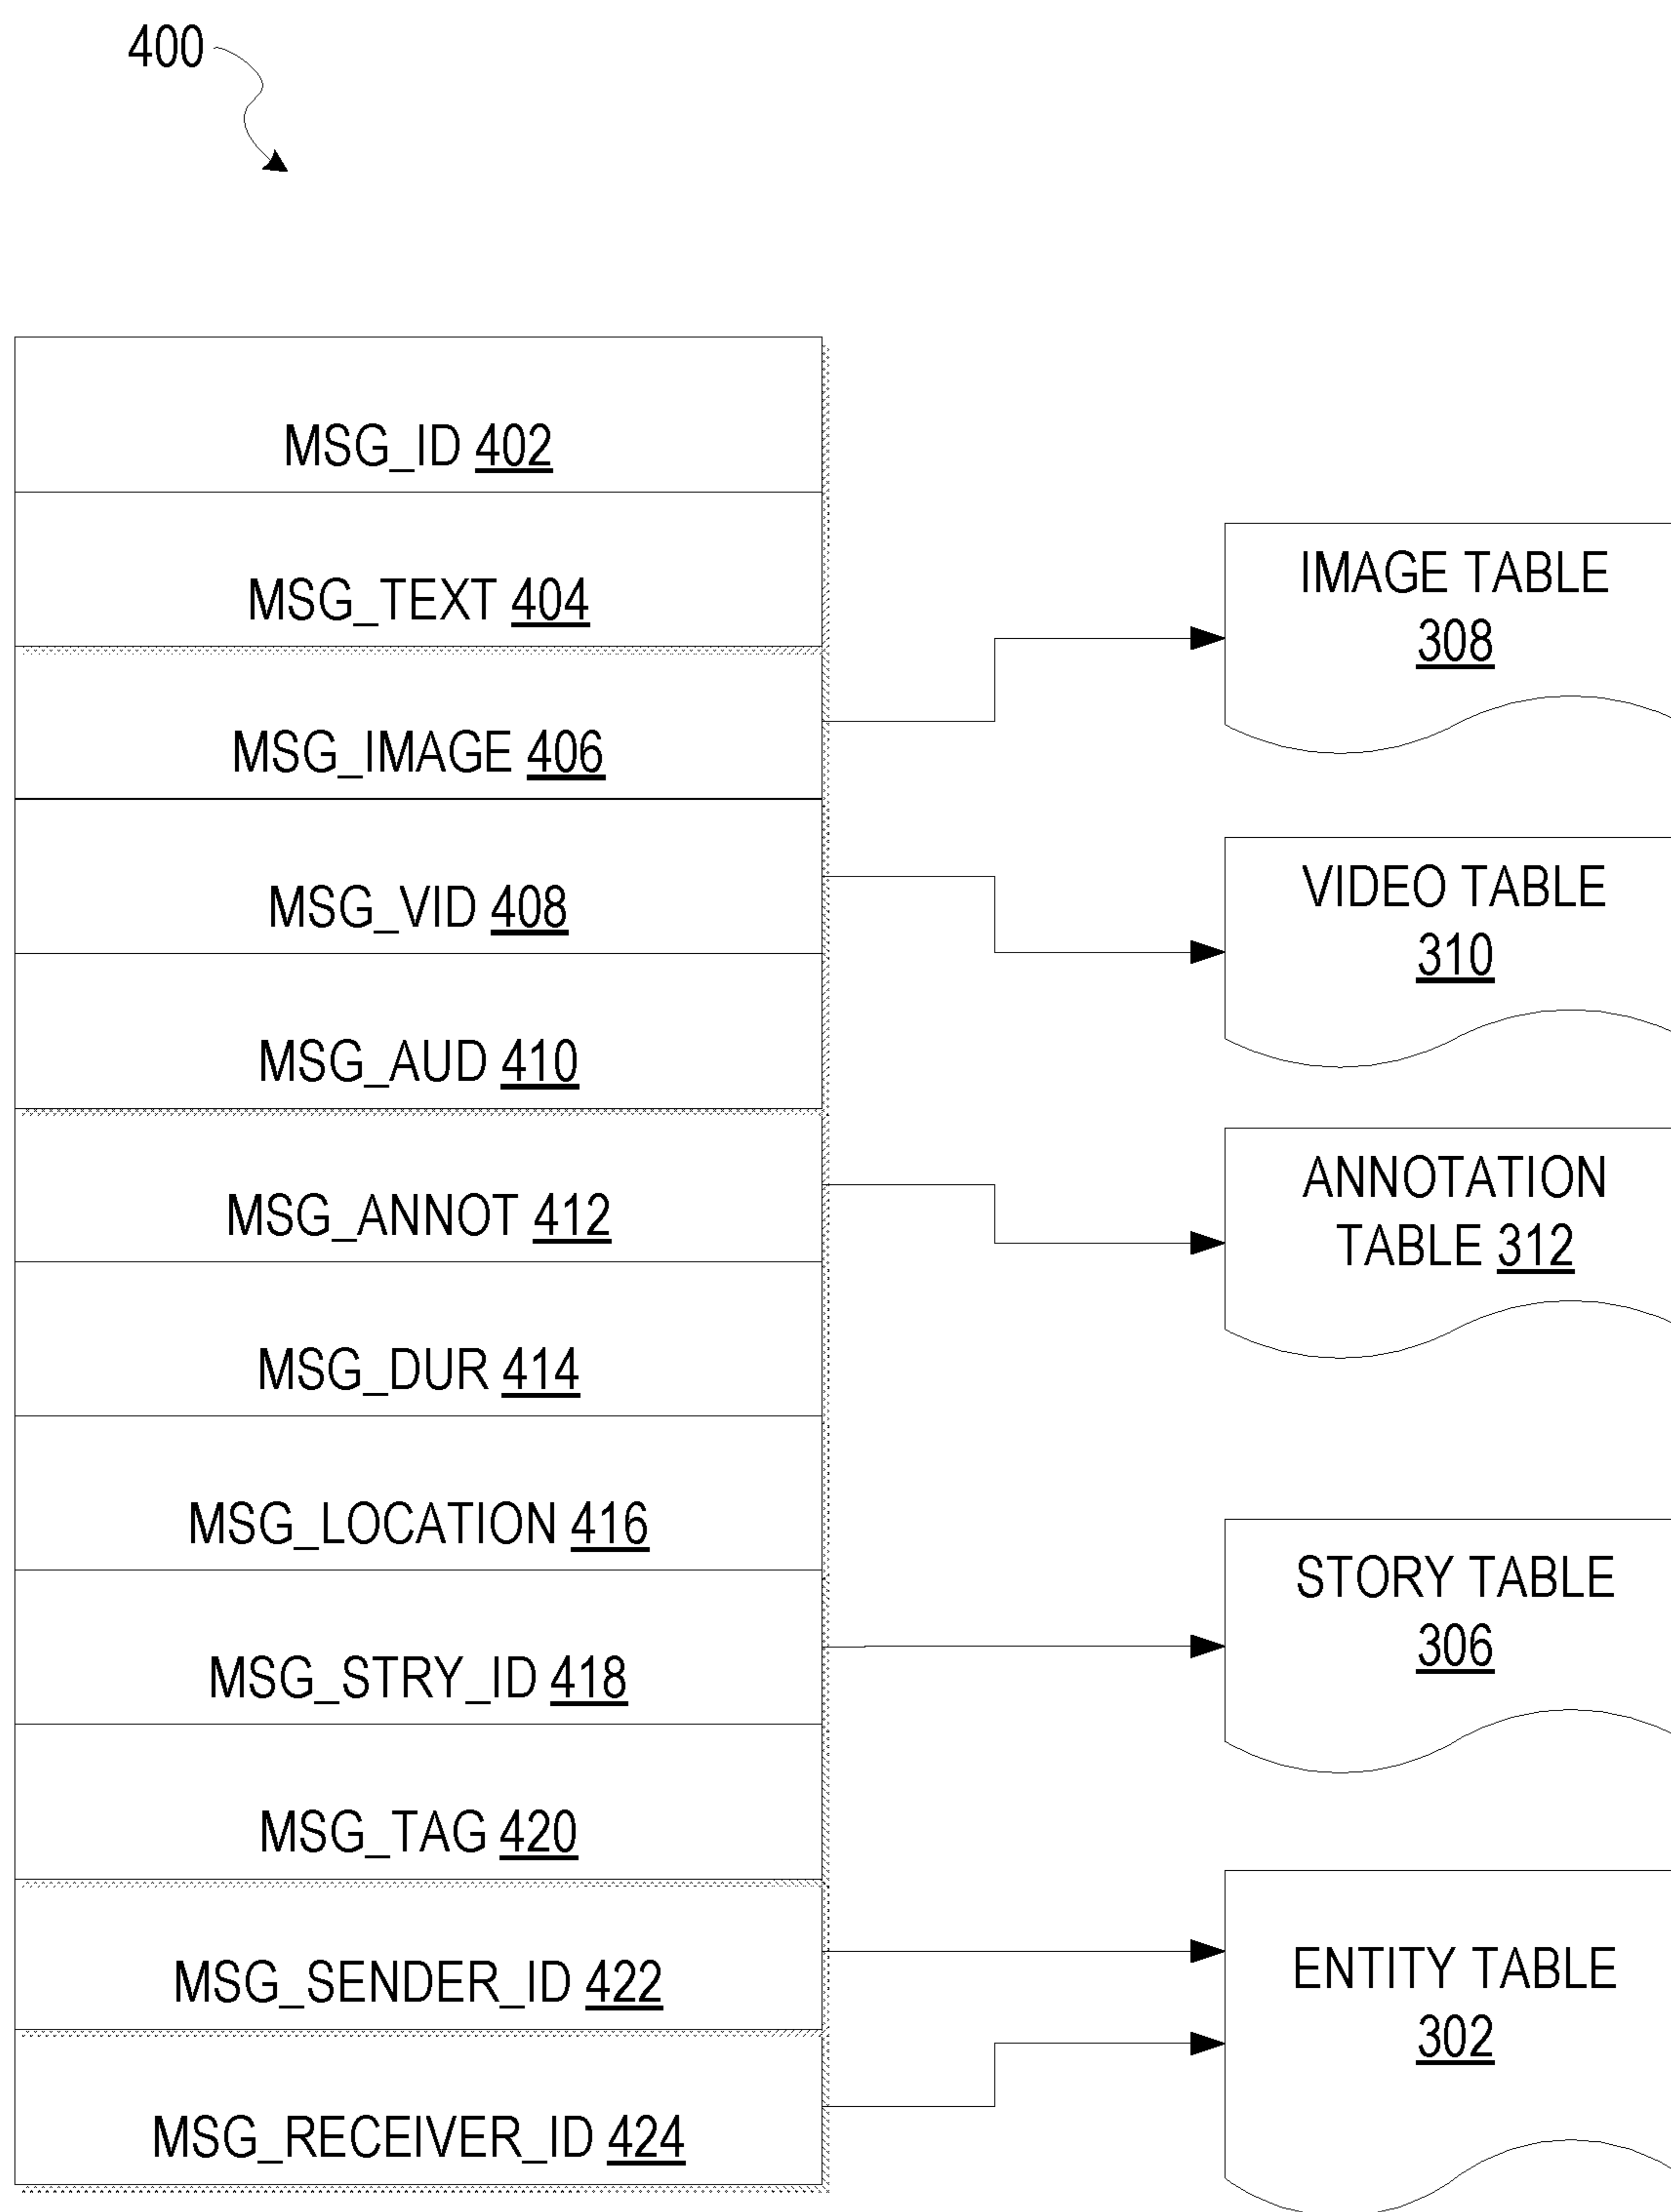 400
MSG_ID 402
MSG_TEXT 404
MSG_IMAGE 406
MSG_VID 408
MSG_AUD 410
MSG_ANNOT 412
MSG_DUR 414
MSG_LOCATION 416
MSG_STRY_ID 418
MSG_TAG 420
MSG_SENDER_ID 422
MSG_RECEIVER_ID 424
IMAGE TABLE
308
VIDEO TABLE
310
ANNOTATION
TABLE 312
STORY TABLE
306
ENTITY TABLE
302